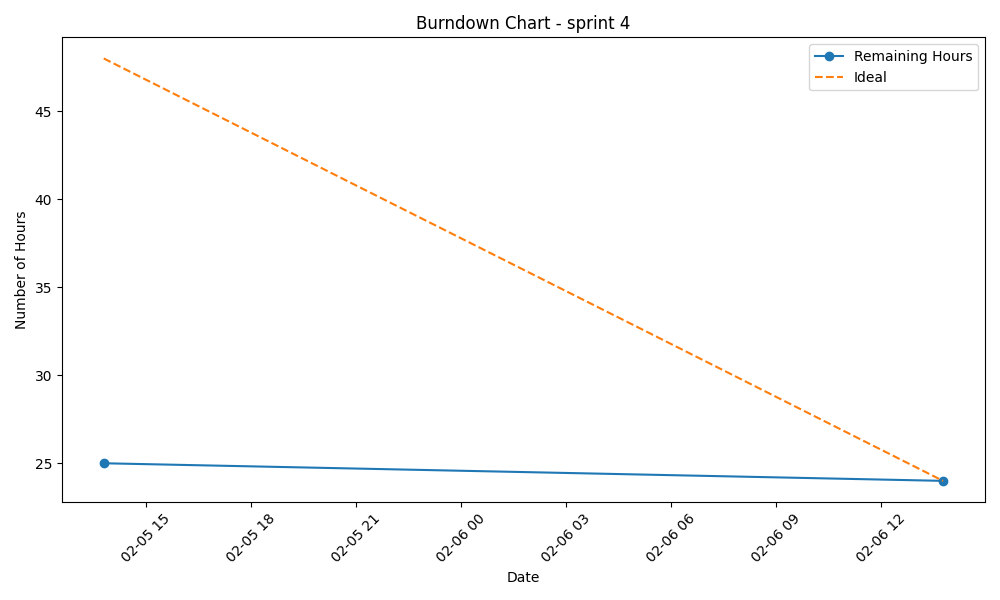 Burndown Chart - sprint 4
Remaining Hours
Ideal
Number of Hours
45
40
35
30
25
02-05 15
02-05 18
02-05 21
02-06 00
02-06 03
02-06 06
02-06 09
02-06 12
Date